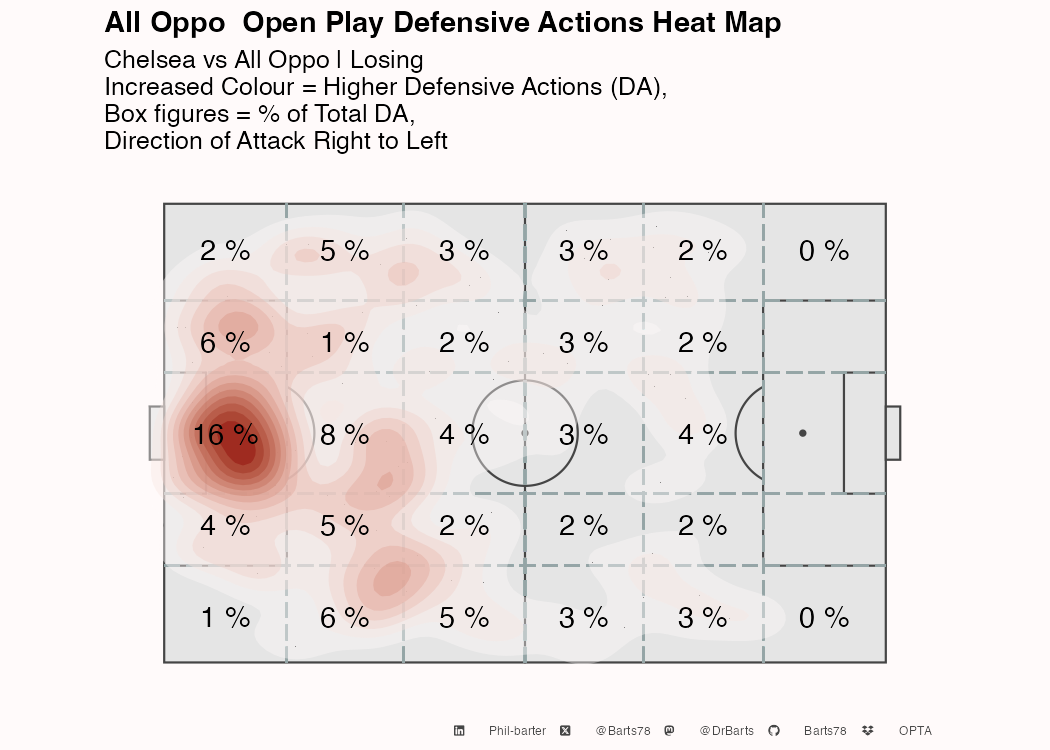 All Oppo  Open Play Defensive Actions Heat Map
Chelsea vs All Oppo | Losing
Increased Colour = Higher Defensive Actions (DA),
Box figures = % of Total DA,
Direction of Attack Right to Left
2 % 5 % 3 % 3 % 2 % 0 %
6 % 1 % 2 % 3 % 2 %
16 % 8 % 4 % 3 % 4 %
4 % 5 % 2 % 2 % 2 %
1 % 6 % 5 % 3 % 3 % 0 %
Phil-barter @Barts78 @DrBarts Barts78 OPTA